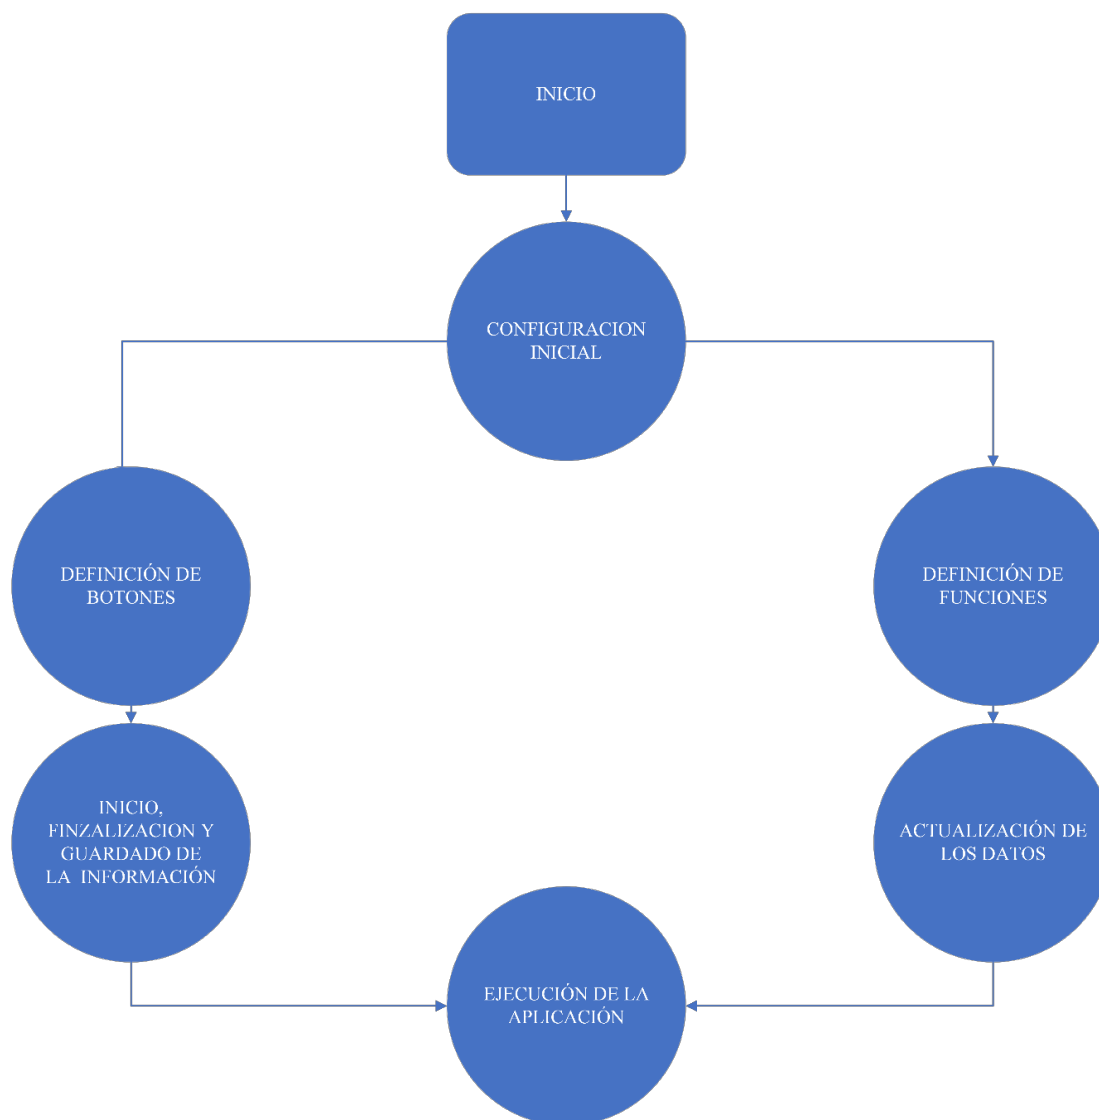 INICIO
CONFIGURACION
INICIAL
DEFINICIÓN DE
BOTONES
DEFINICIÓN DE
FUNCIONES
INICIO,
FINZALIZACION Y
GUARDADO DE
LA INFORMACIÓN
ACTUALIZACIÓN DE
LOS DATOS
EJECUCIÓN DE LA
APLICACIÓN